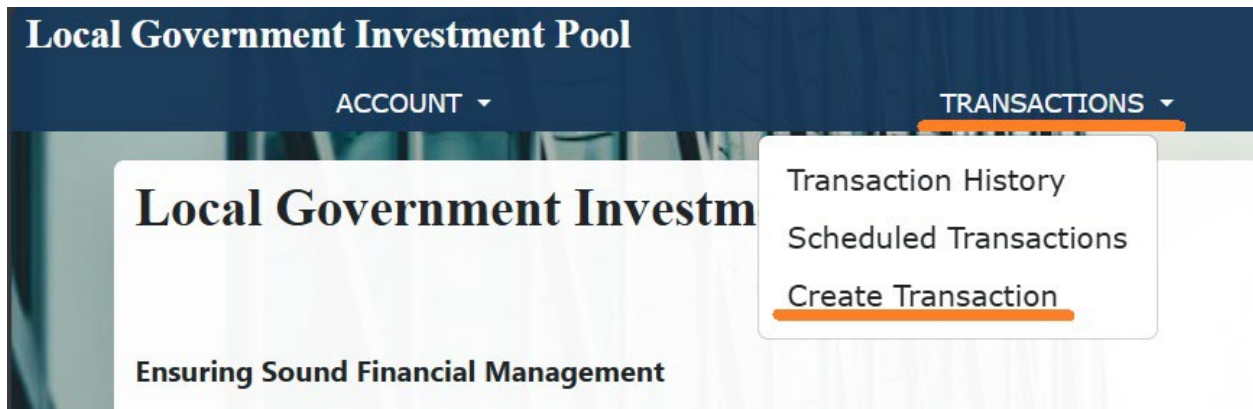 Local Government Investment Pool
ACCOUNT
TRANSACTIONS
Local Government Investm
Transaction History
Scheduled Transactions
Create Transaction
Ensuring Sound Financial Management